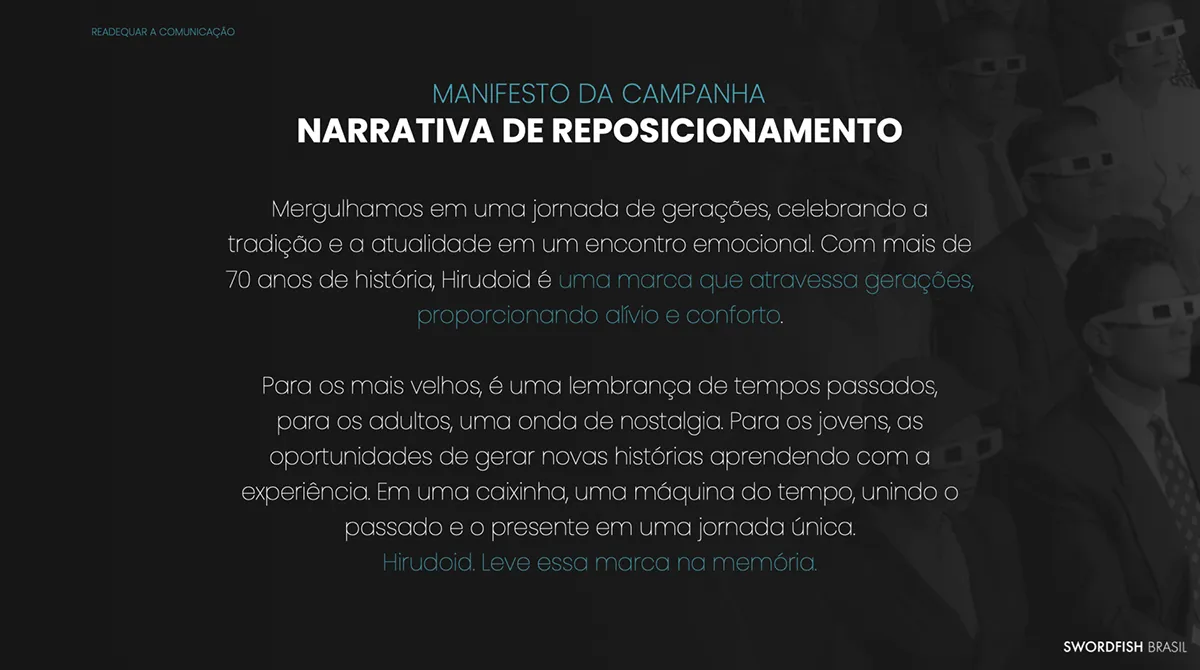 READEQUAR A COMUNICAÇÃO
MANIFESTO DA CAMPANHA
NARRATIVA DE REPOSICIONAMENTO
Mergulhamos em uma jornada de gerações, celebrando a
tradição e a atualidade em um encontro emocional. Com mais de
70 anos de história, Hirudoid é uma marca que atravessa gerações,
proporcionando alívio e conforto.
Para os mais velhos, é uma lembrança de tempos passados,
para os adultos, uma onda de nostalgia. Para os jovens, as
oportunidades de gerar novas histórias aprendendo com a
experiência. Em uma caixinha, uma máquina do tempo, unindo o
passado e o presente em uma jornada única.
Hirudoid. Leve essa marca na memória.
SWORDFISH BRASIL